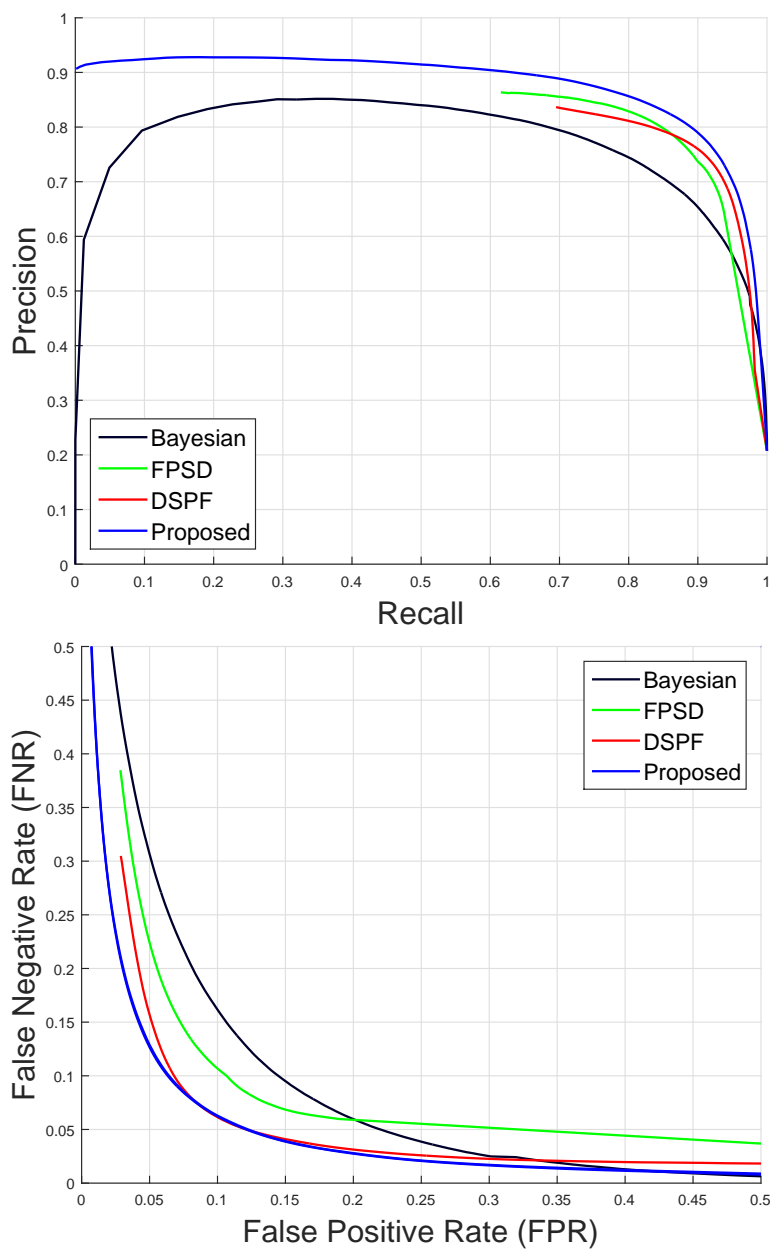 1
0.9
0.8
0.7
0.6
0.5
0.4
0.3
0.2
0.1
0
Precision
Bayesian
FPSD
DSPF
Proposed
0 0.1 0.2 0.3 0.4 0.5 0.6 0.7 0.8 0.9 1
Recall
0.5
0.45
0.4
0.35
0.3
0.25
0.2
0.15
0.1
0.05
0
False Negative Rate (FNR)
Bayesian
FPSD
DSPF
Proposed
0 0.05 0.1 0.15 0.2 0.25 0.3 0.35 0.4 0.45 0.5
False Positive Rate (FPR)